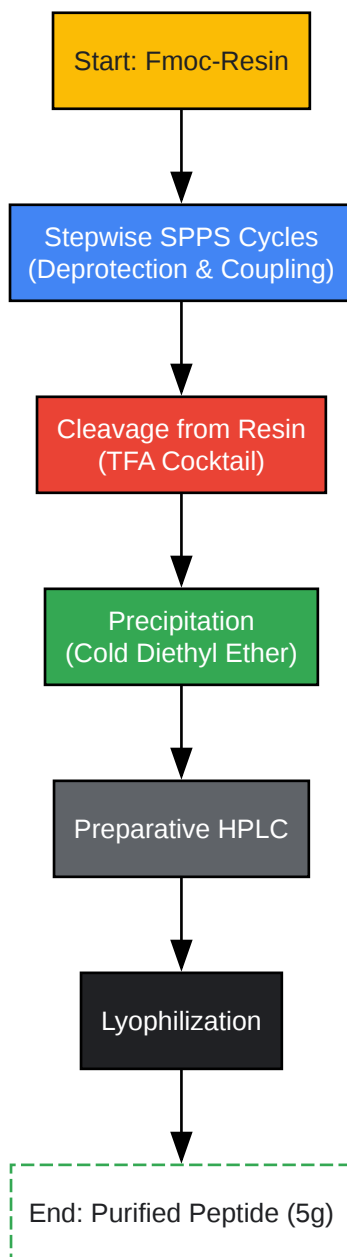 Start: Fmoc-Resin
Stepwise SPPS Cycles
(Deprotection & Coupling)
Cleavage from Resin
(TFA Cocktail)
Precipitation
(Cold Diethyl Ether)
Preparative HPLC
Lyophilization
End: Purified Peptide (5g)